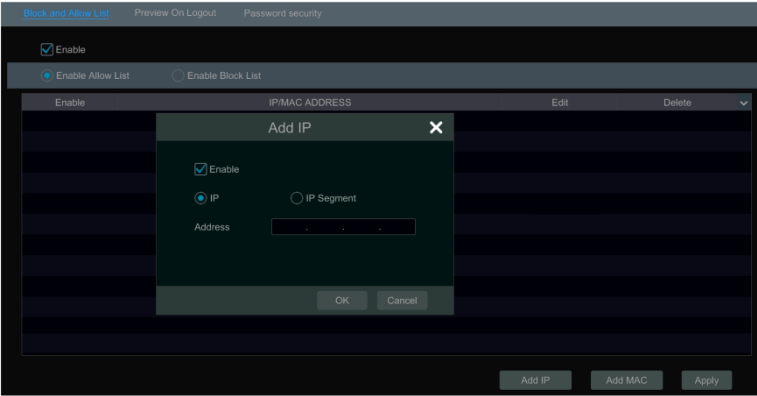 Block and Allow List Preview On Logout Password security
Enable
Enable Allow List Enable Block List
Enable IP/MAC ADDRESS Edit Delete
Add IP
Enable
IP IP Segment
Address . . .
OK Cancel
Add IP Add MAC Apply